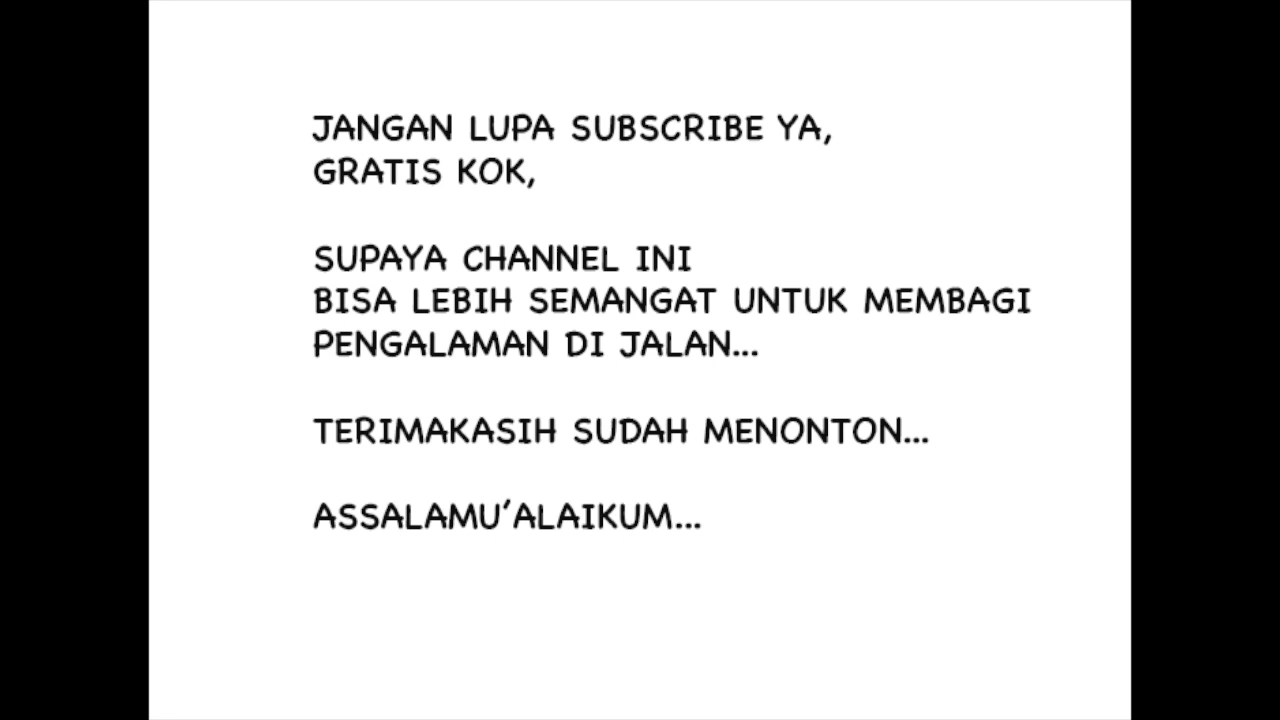 JANGAN LUPA SUBSCRIBE YA,
GRATIS KOK,
SUPAYA CHANNEL INI
BISA LEBIH SEMANGAT UNTUK MEMBAGI
PENGALAMAN DI JALAN...
TERIMAKASIH SUDAH MENONTON...
ASSALAMU'ALAIKUM...